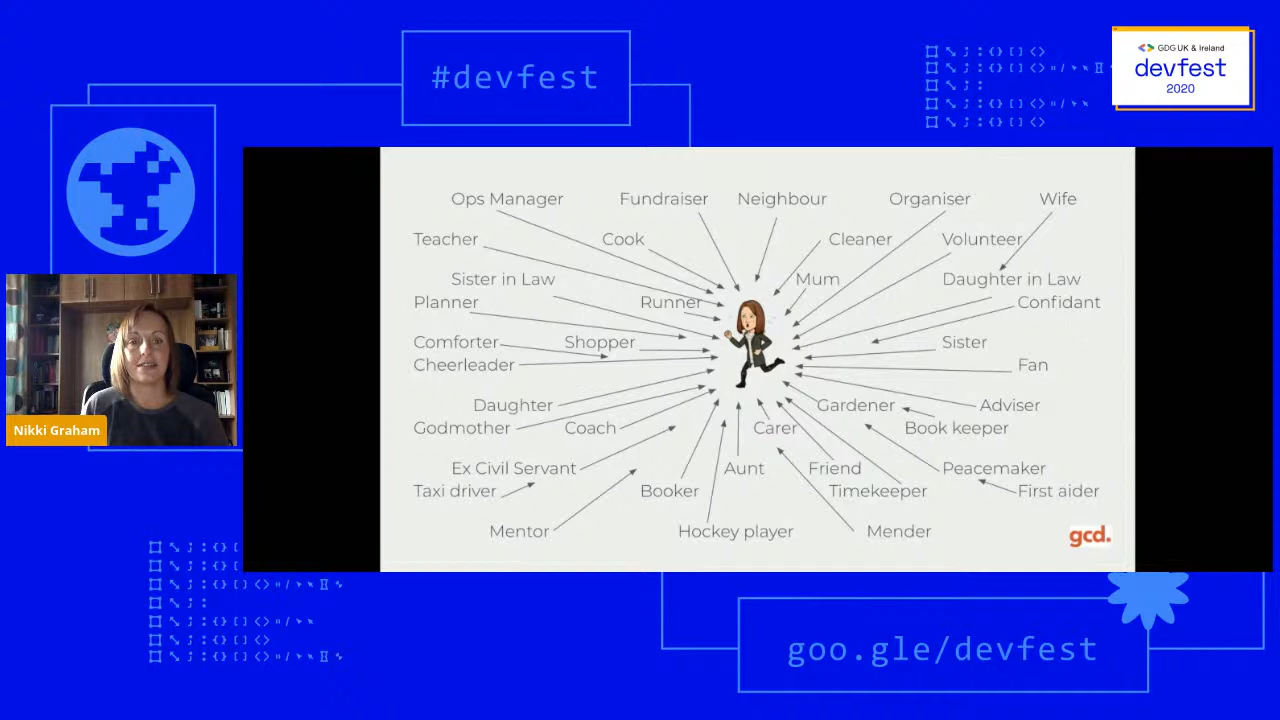 #devfest
GDG UK & Ireland
devfest
2020
Ops Manager
Fundraiser
Neighbour
Organiser
Wife
Teacher
Cook
Cleaner
Volunteer
Sister in Law
Mum
Daughter in Law
Planner
Runner
Confidant
Comforter
Shopper
Sister
Cheerleader
Fan
Daughter
Gardener
Adviser
Godmother
Coach
Carer
Book keeper
Ex Civil Servant
Aunt
Friend
Peacemaker
Taxi driver
Booker
Timekeeper
First aider
Mentor
Hockey player
Mender
gcd.
Nikki Graham
goo.gle/devfest